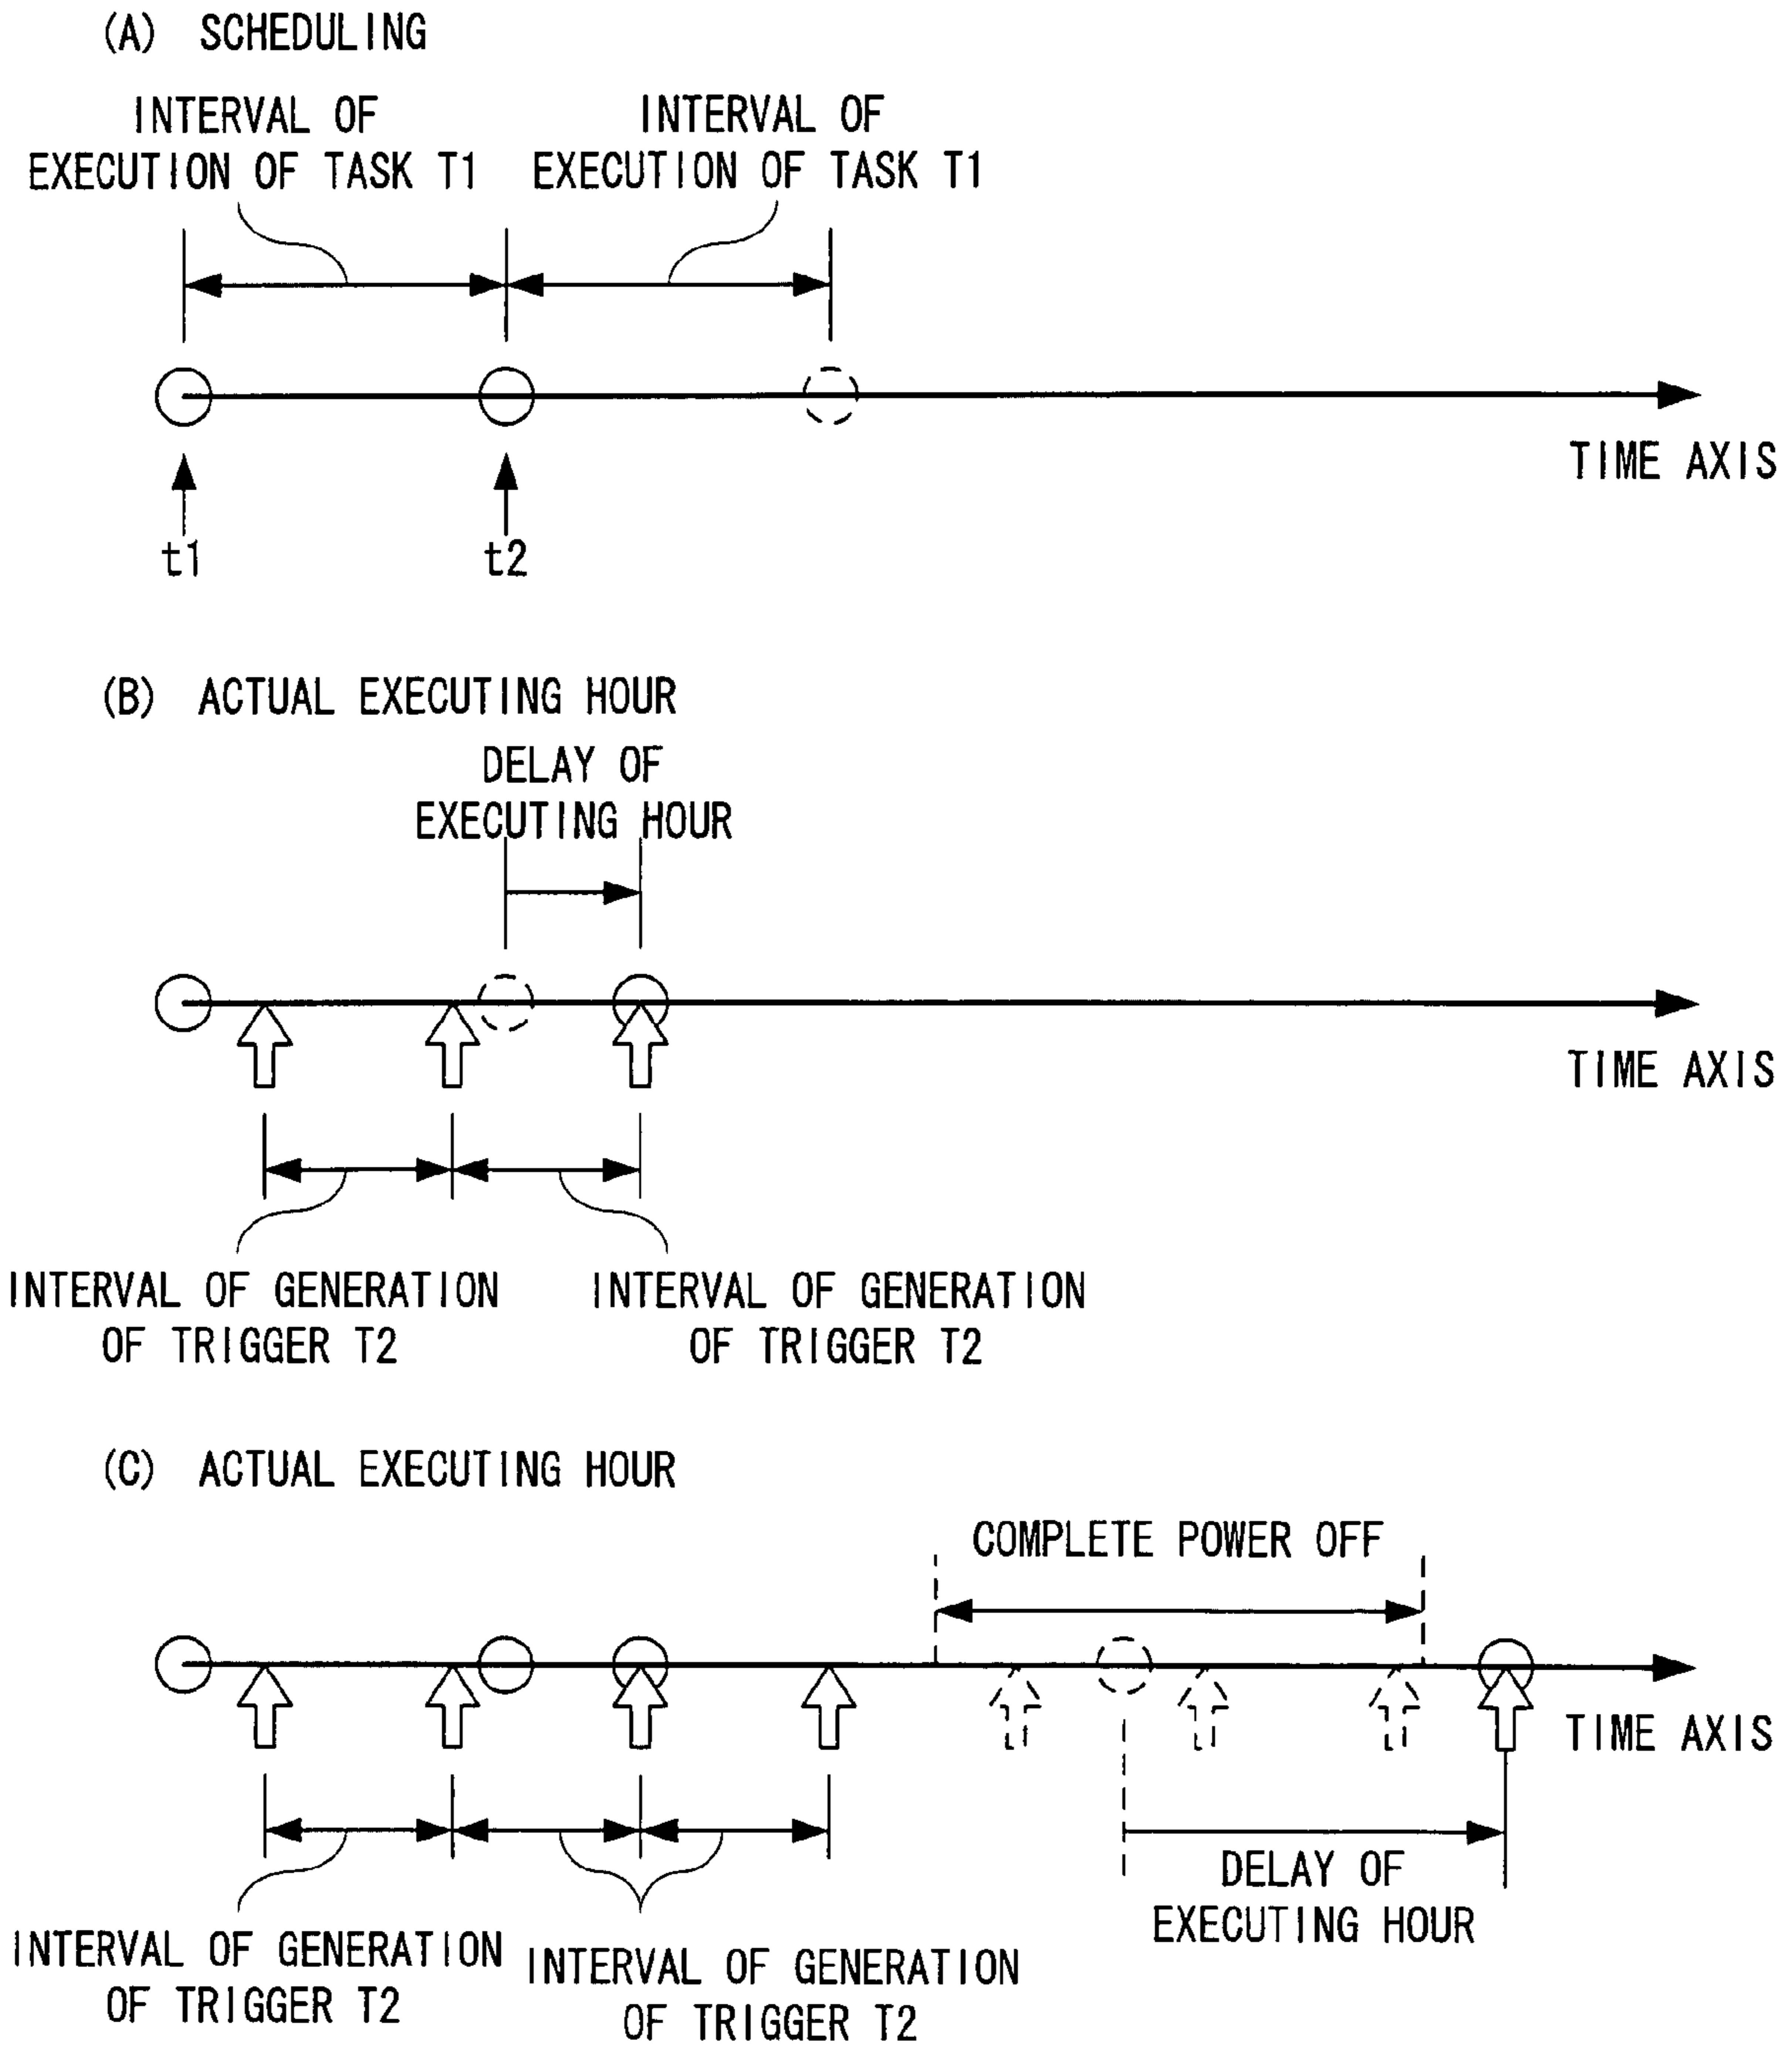 (A) SCHEDULING
INTERVAL OF
EXECUTION OF TASK T1
INTERVAL OF
EXECUTION OF TASK T1
TIME AXIS
t1
t2
(B) ACTUAL EXECUTING HOUR
DELAY OF
EXECUTING HOUR
TIME AXIS
INTERVAL OF GENERATION
OF TRIGGER T2
INTERVAL OF GENERATION
OF TRIGGER T2
(C) ACTUAL EXECUTING HOUR
COMPLETE POWER OFF
TIME AXIS
DELAY OF
EXECUTING HOUR
INTERVAL OF GENERATION
OF TRIGGER T2
INTERVAL OF GENERATION
OF TRIGGER T2